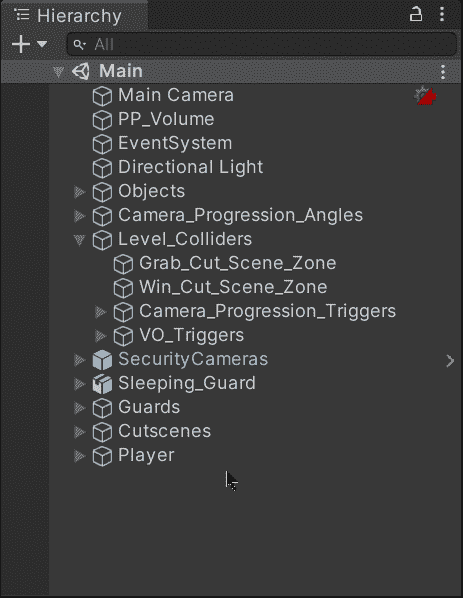 Hierarchy
All
Main
Main Camera
PP_Volume
EventSystem
Directional Light
Objects
Camera_Progression_Angles
Level_Colliders
Grab_Cut_Scene_Zone
Win_Cut_Scene_Zone
Camera_Progression_Triggers
VO_Triggers
SecurityCameras
Sleeping_Guard
Guards
Cutscenes
Player